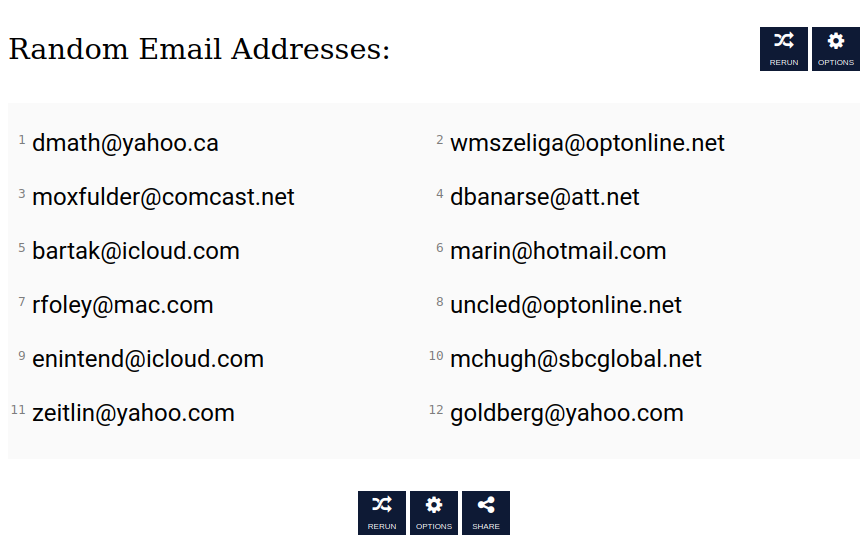 Random Email Addresses:
RERUN OPTIONS
1 dmath@yahoo.ca
2 wmszeliga@optonline.net
3 moxfulder@comcast.net
4 dbanarse@att.net
5 bartak@icloud.com
6 marin@hotmail.com
7 rfoley@mac.com
8 uncled@optonline.net
9 enintend@icloud.com
10 mchugh@sbcglobal.net
11 zeitlin@yahoo.com
12 goldberg@yahoo.com
RERUN OPTIONS SHARE